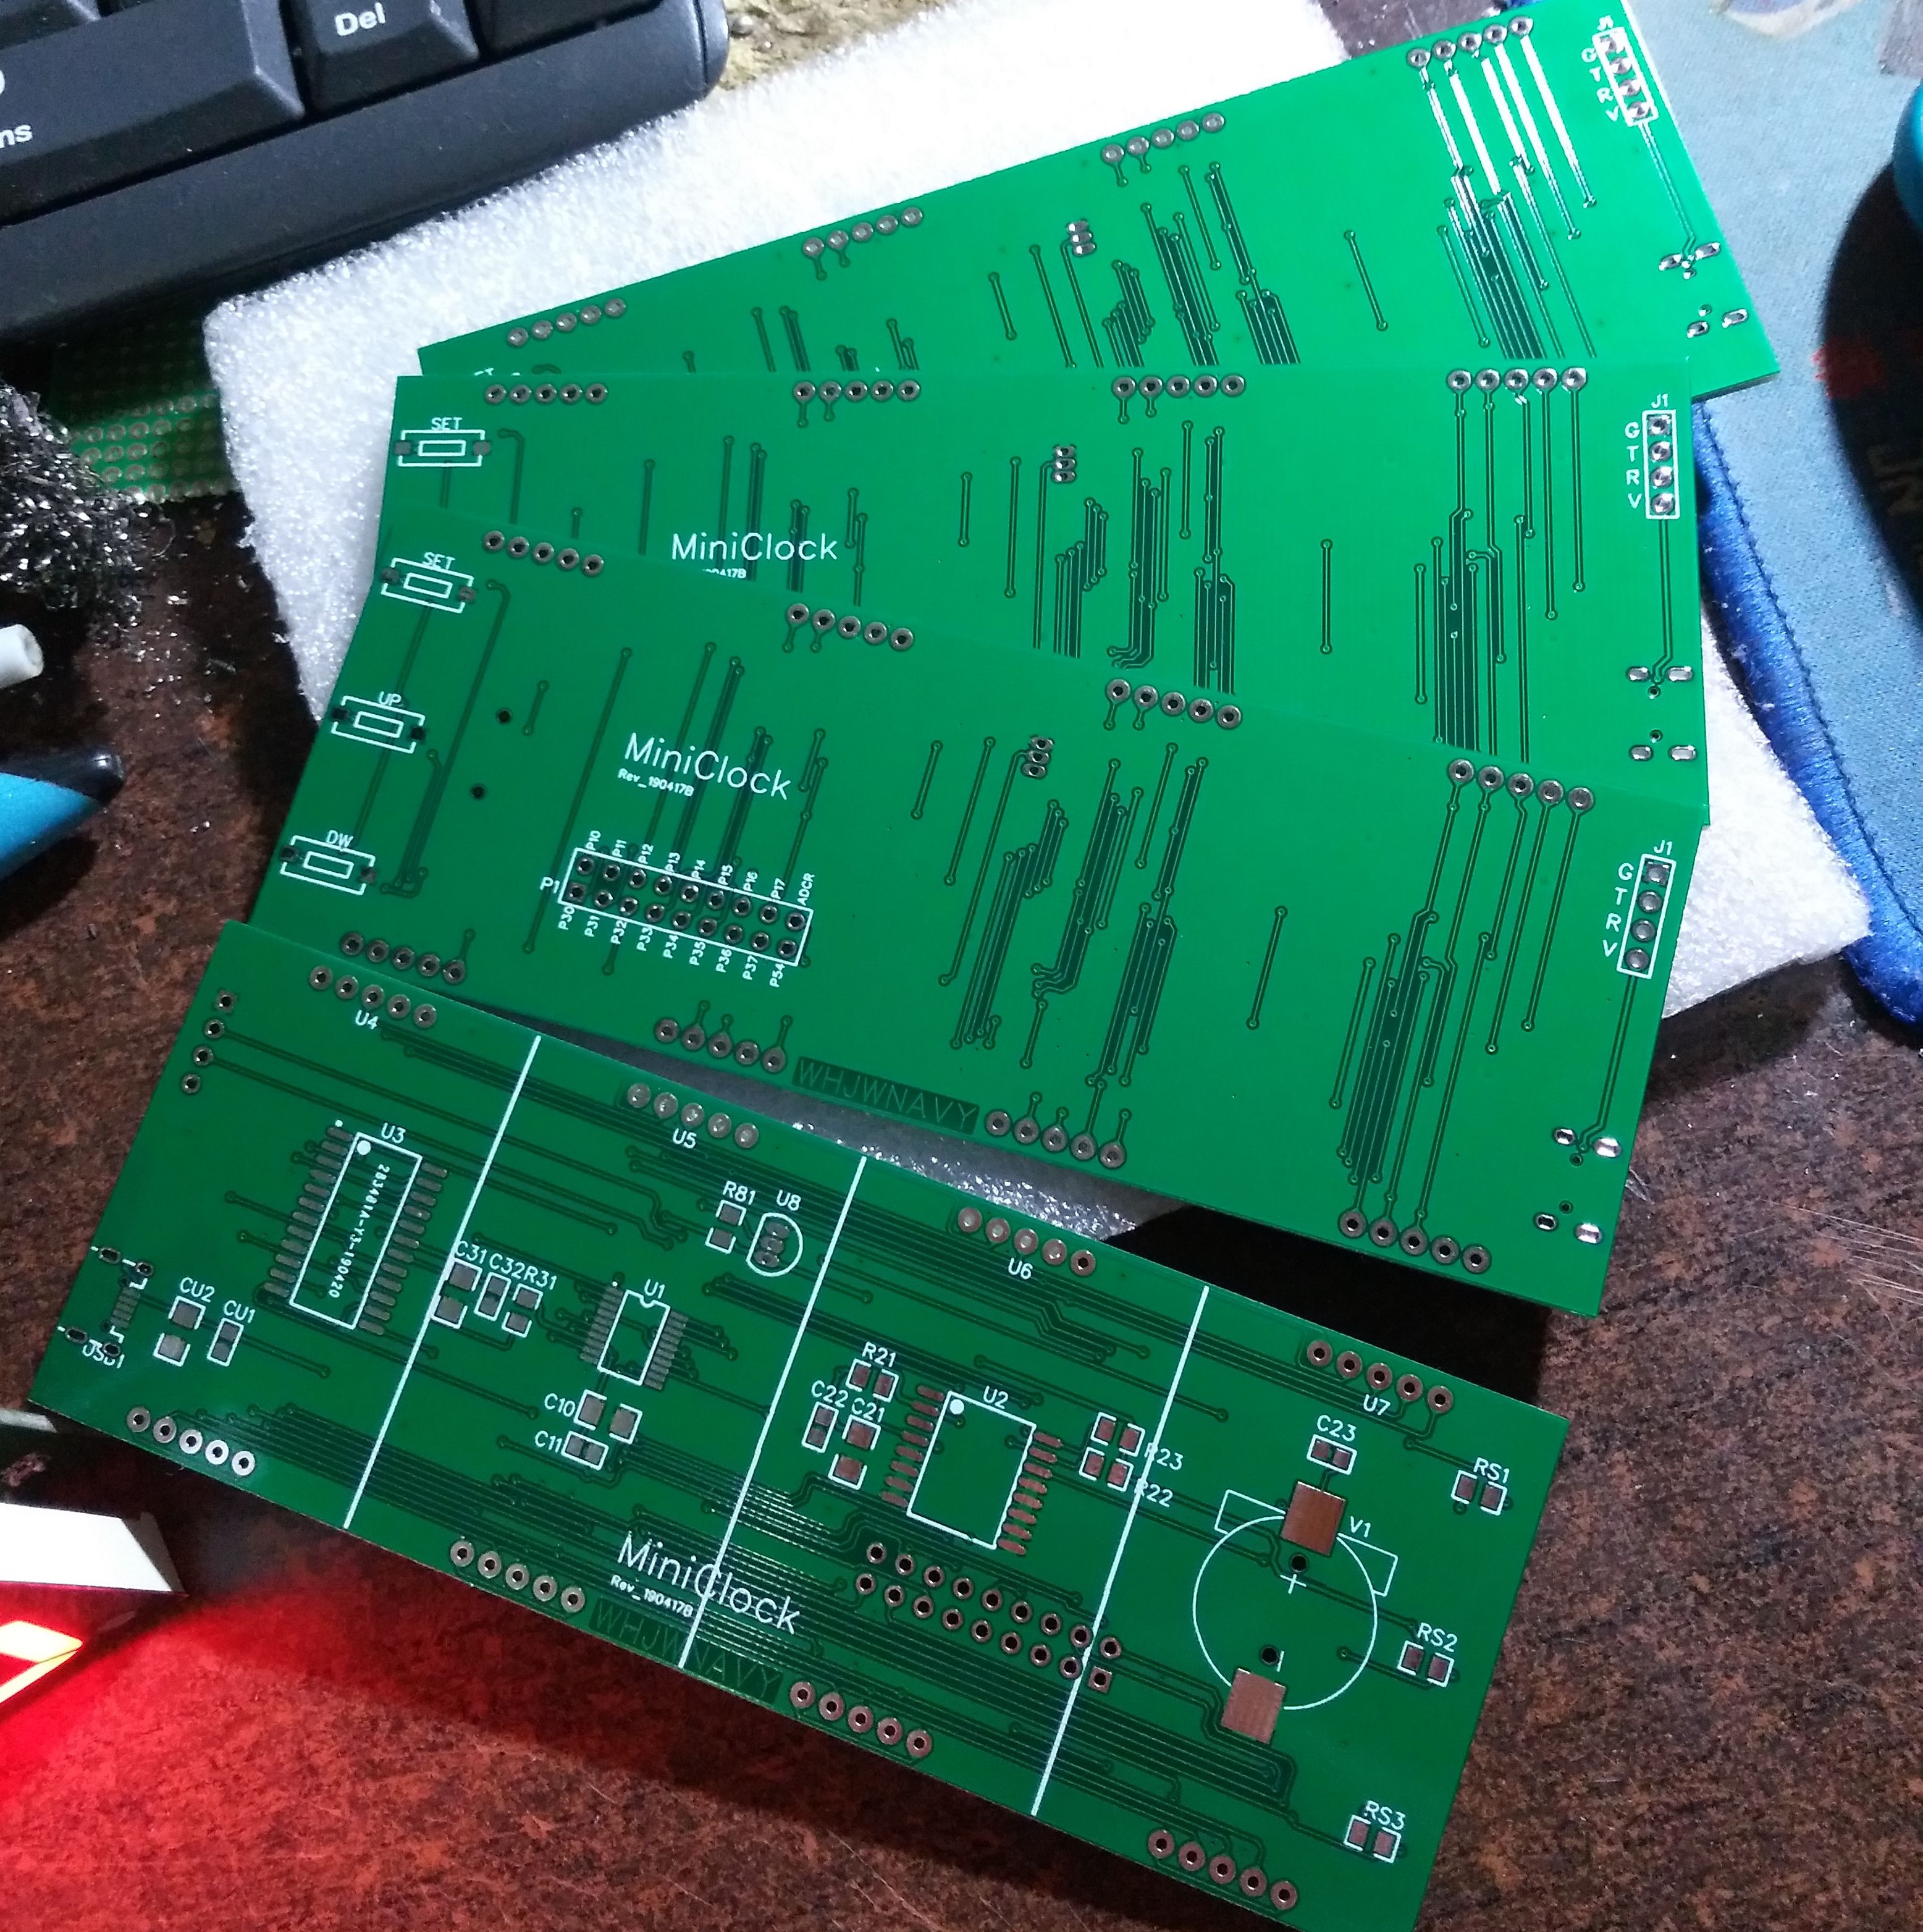 Del
ns
G
T
R
V
SET
J1
G
T
R
V
MiniClock
SET
UP
MiniClock
Rev_190417B
DW
P10
P11
P12
P13
P14
P15
P16
P17
ADCR
P1
P30
P31
P32
P33
P34
P35
P36
P37
P54
J1
G
T
R
V
WHJWNAVY
U4
U5
U6
U7
U3
283481A-Y3-190420
R81
U8
C31
C32
R31
U1
CU2
CU1
C10
C11
R21
C22
C21
U2
R23
R22
C23
RS1
V1
+
RS2
RS3
MiniClock
Rev_190417B
WHJWNAVY